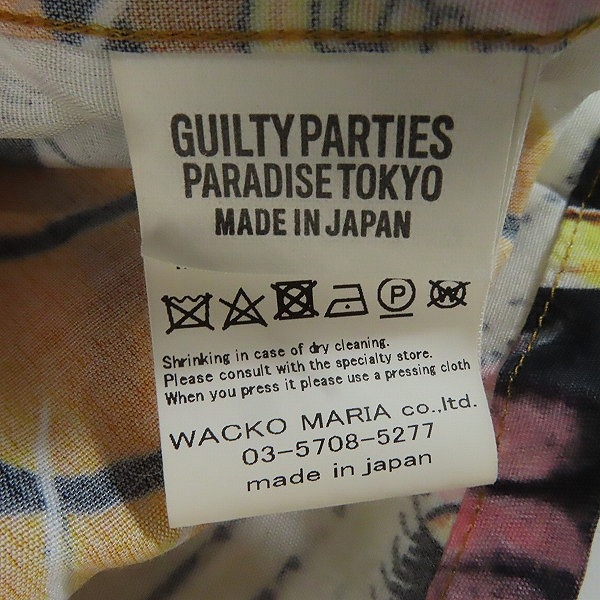 GUILTY PARTIES
PARADISE TOKYO
MADE IN JAPAN
P W
Shrinking in case of dry cleaning.
Please consult with the specialty store.
When you press it please use a pressing cloth
WACKO MARIA co.,ltd.
03-5708-5277
made in japan